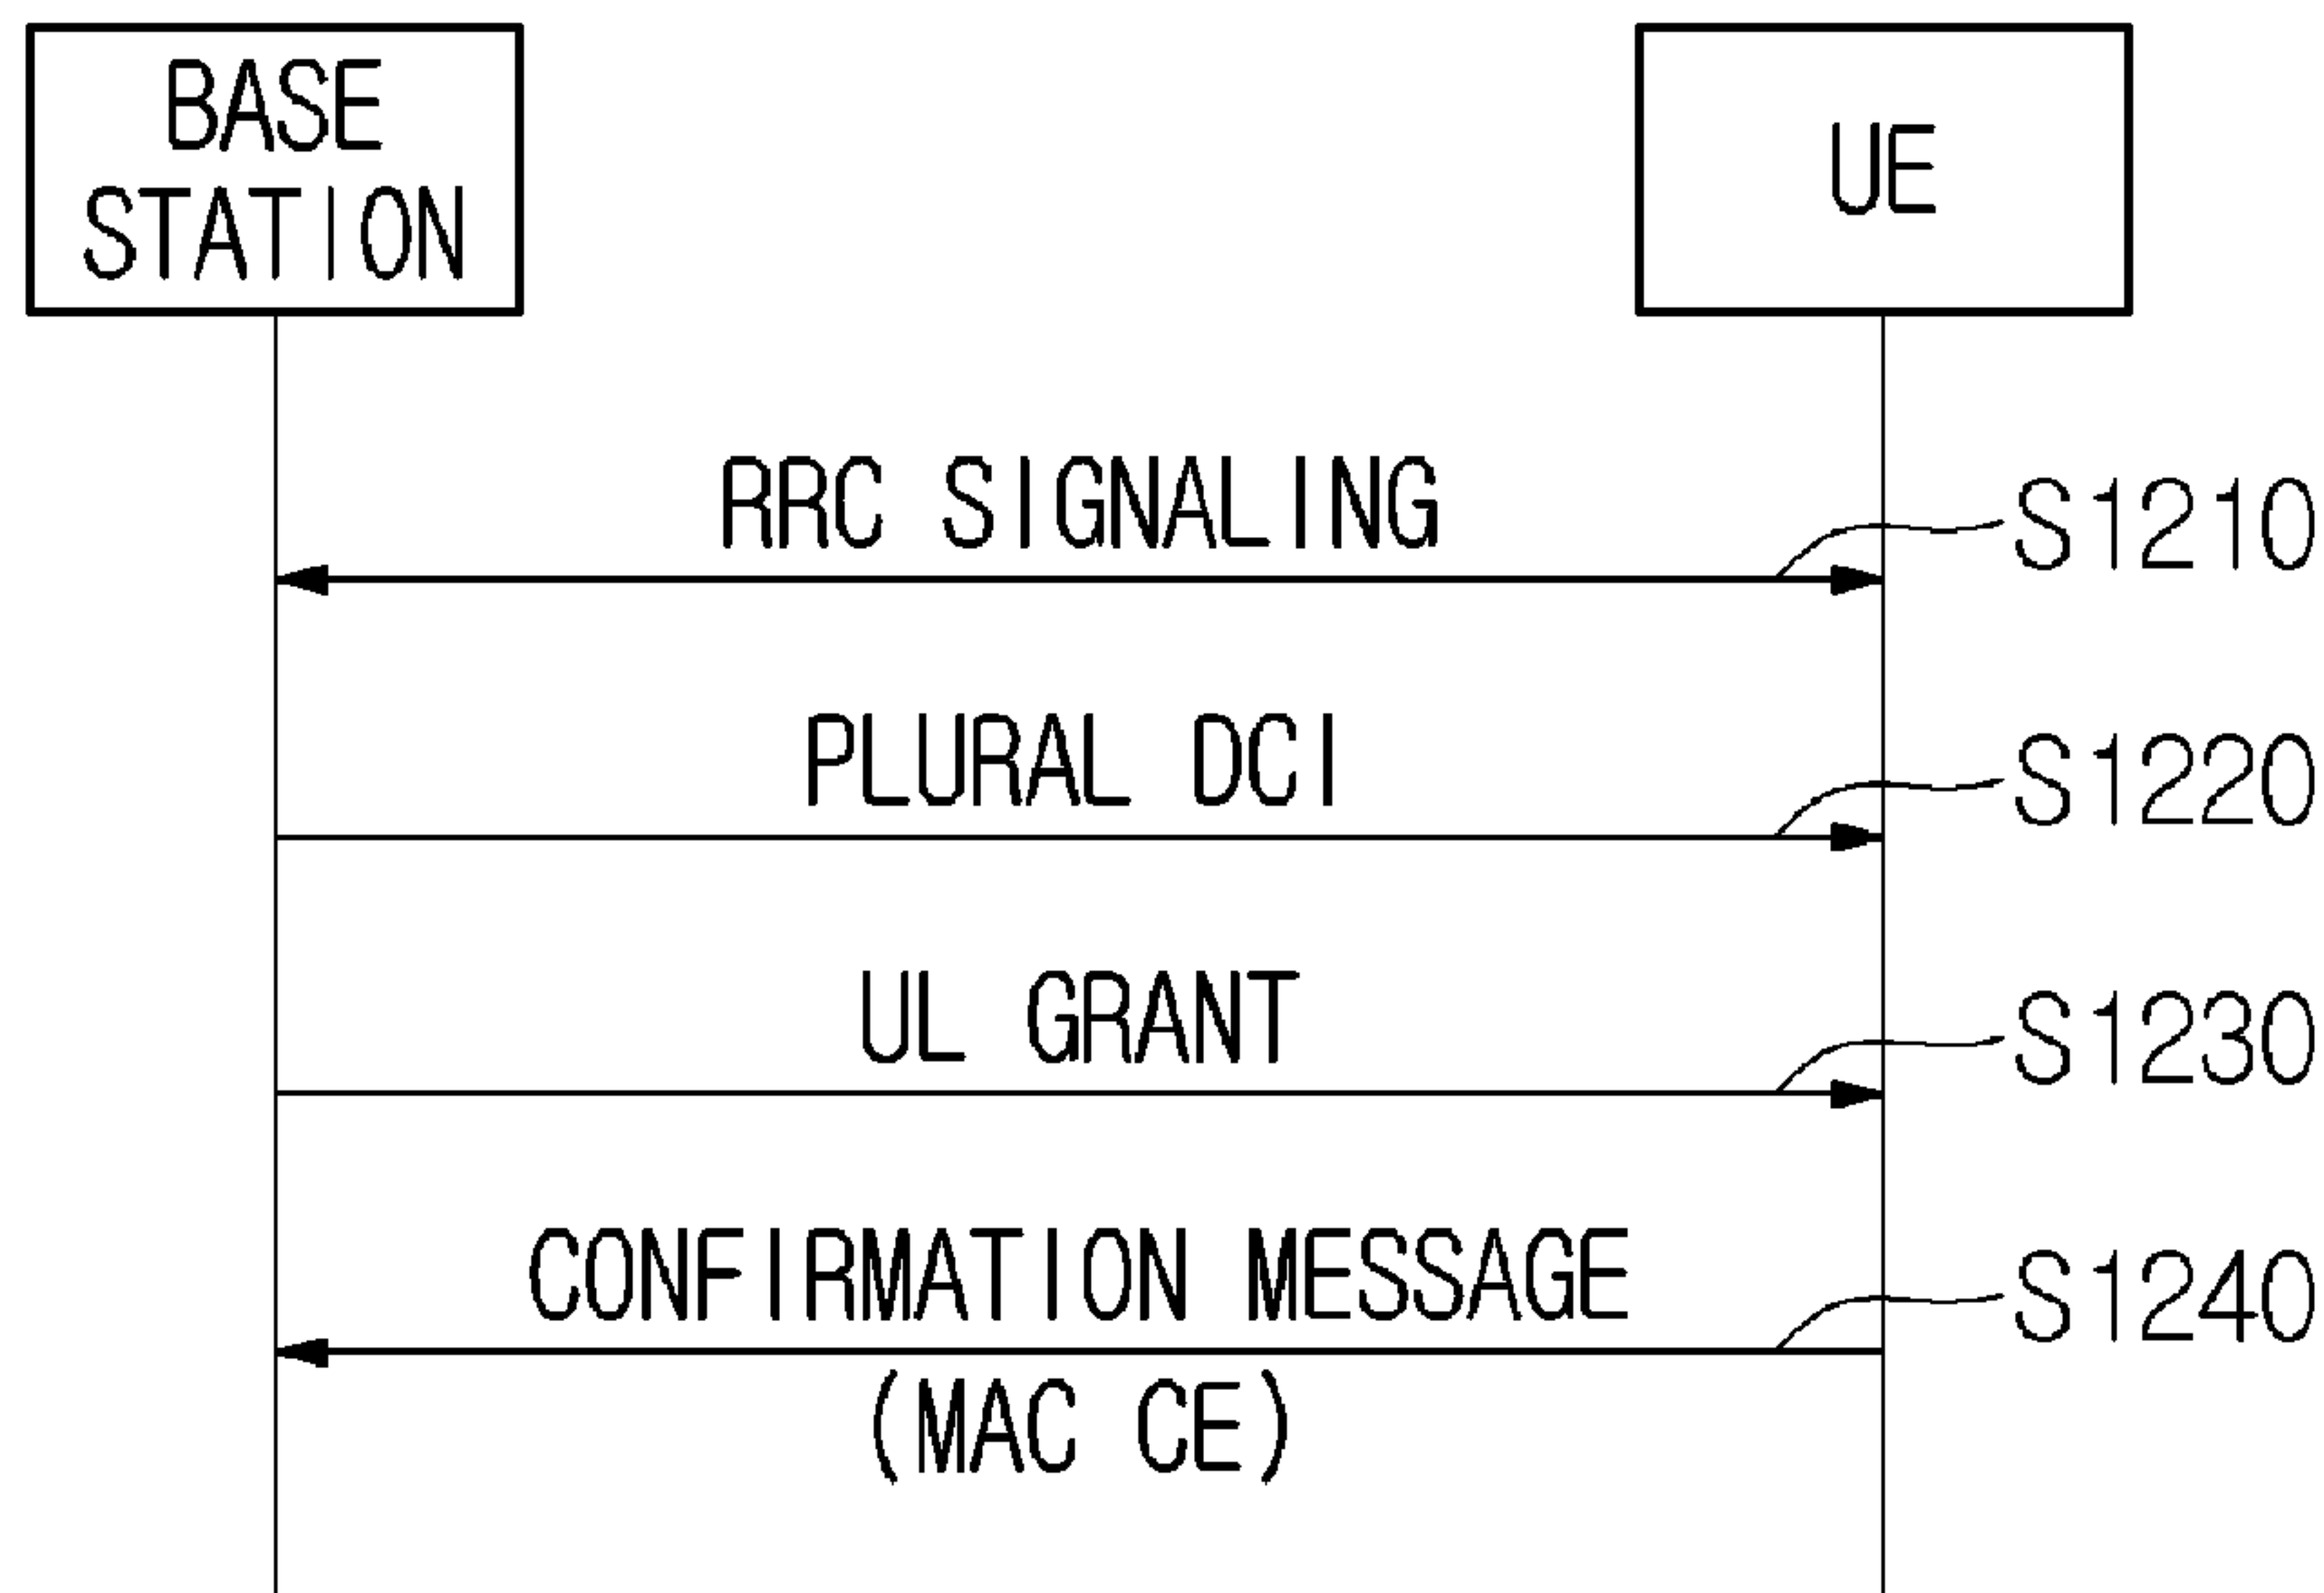 BASE
STATION
UE
RRC SIGNALING
S1210
PLURAL DCI
S1220
UL GRANT
S1230
CONFIRMATION MESSAGE
S1240
(MAC CE)